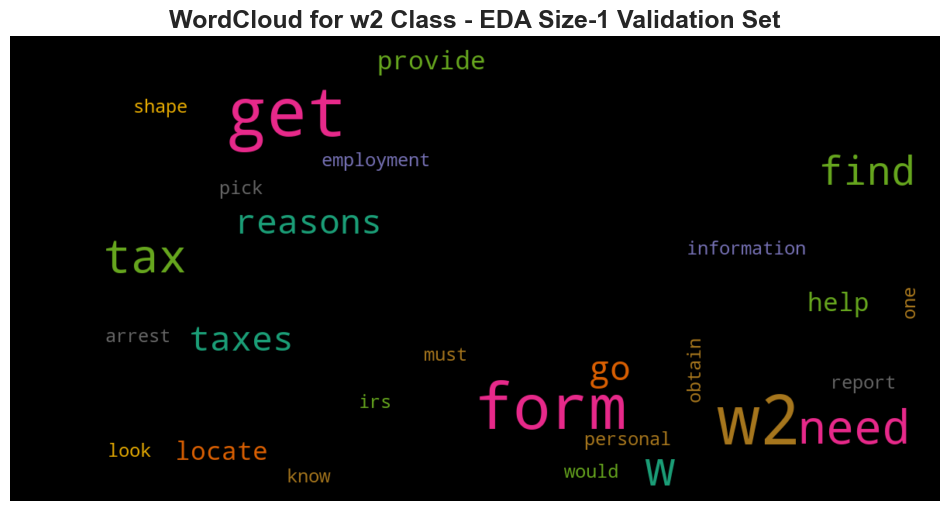 WordCloud for w2 Class - EDA Size-1 Validation Set
provide
shape
get
employment
find
pick
reasons
tax
information
help
one
arrest
taxes
must
go
obtain
report
irs
form
w2
need
personal
look
locate
know
would
w